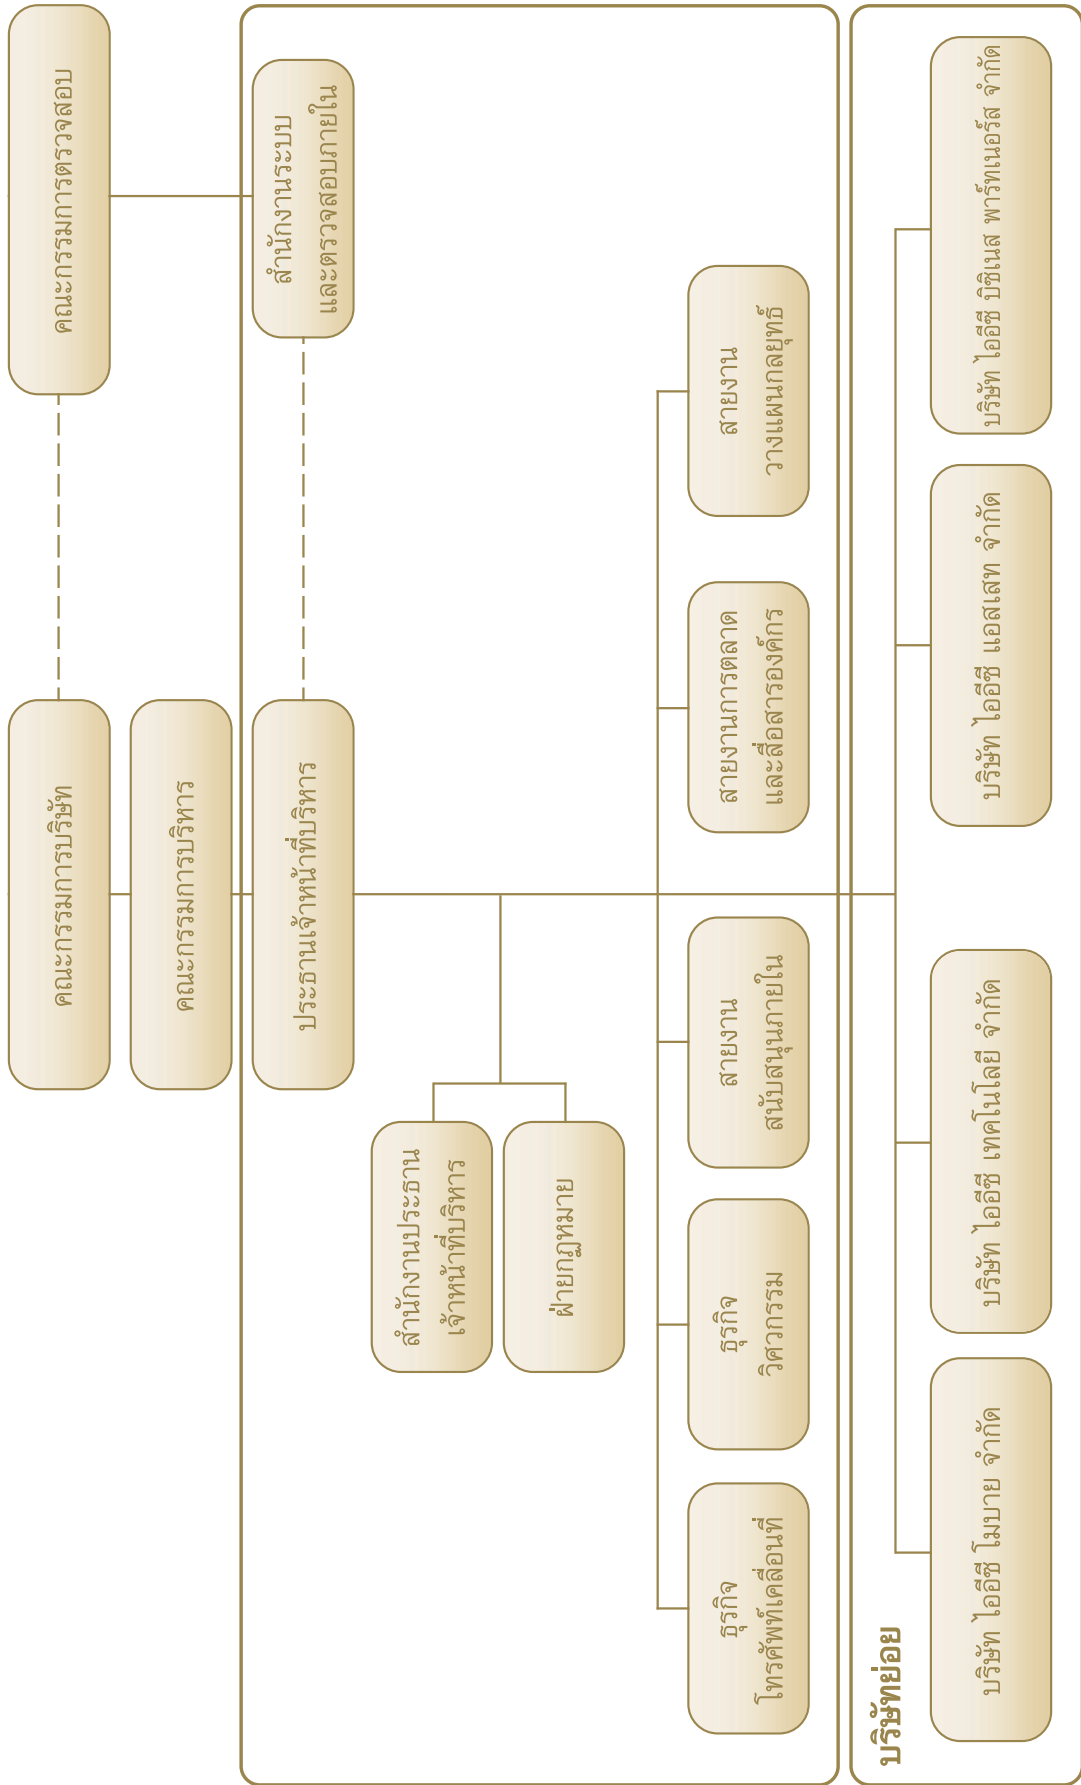 คณะกรรมการบริษัท
คณะกรรมการตรวจสอบ
คณะกรรมการบริหาร
ประธานเจ้าหน้าที่บริหาร
สำนักงานระบบ
และตรวจสอบภายใน
สำนักงานประธาน
เจ้าหน้าที่บริหาร
ฝ่ายกฎหมาย
ธุรกิจ
โทรศัพท์เคลื่อนที่
ธุรกิจ
วิศวกรรม
สายงาน
สนับสนุนภายใน
สายงานการตลาด
และสื่อสารองค์กร
สายงาน
วางแผนกลยุทธ์
บริษัทย่อย
บริษัท ไออีซี โมบาย จำกัด
บริษัท ไออีซี เทคโนโลยี จำกัด
บริษัท ไออีซี แอสเสท จำกัด
บริษัท ไออีซี บิซิเนส พาร์ทเนอร์ส จำกัด